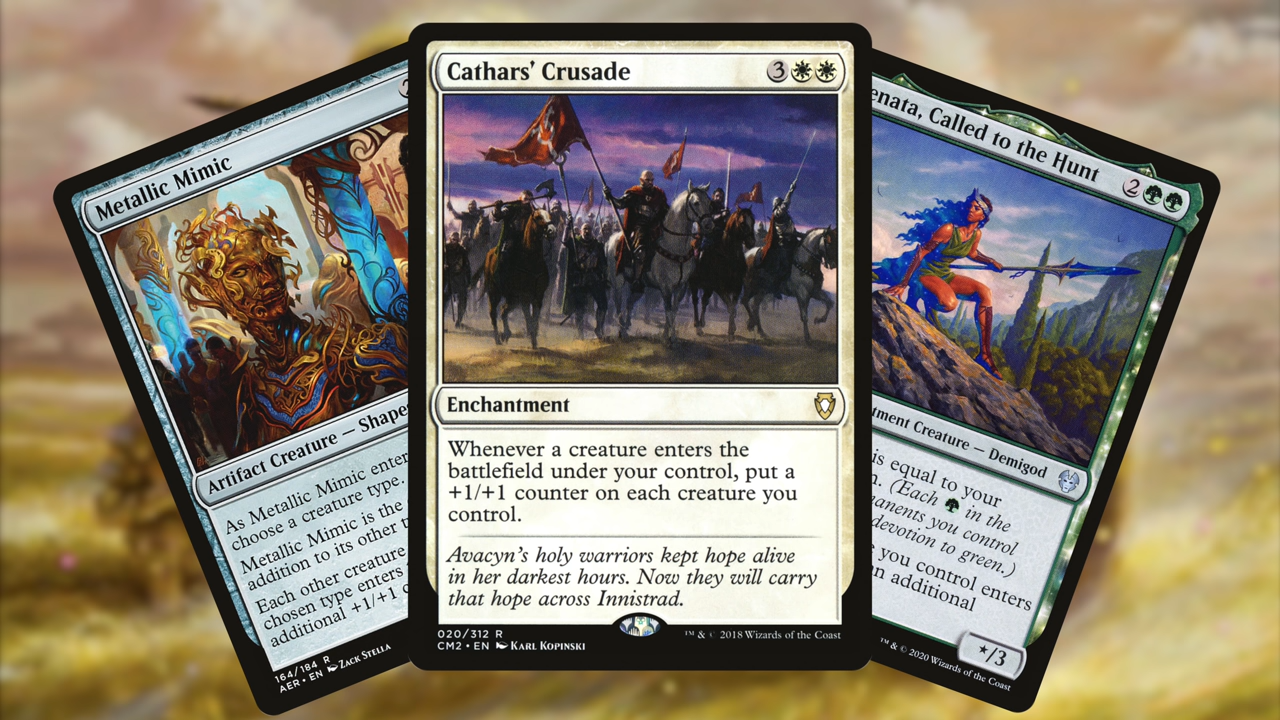 Metallic Mimic
Artifact Creature — Shape
As Metallic Mimic enter
choose a creature type.
Metallic Mimic is the
addition to its other t
Each other creature
chosen type enters
additional +1/+1 c
164/184 R
AER • EN Zack Stella
Cathars' Crusade 3
Enchantment
Whenever a creature enters the
battlefield under your control, put a
+1/+1 counter on each creature you
control.
Avacyn's holy warriors kept hope alive
in her darkest hours. Now they will carry
that hope across Innistrad.
020/312 R
CM2 • EN Karl Kopinski
™ & © 2018 Wizards of the Coast
enata, Called to the Hunt 2
tment Creature — Demigod
is equal to your
n. (Each in the
manents you control
devotion to green.)
you control enters
n additional
*/3
™ & © 2020 Wizards of the Coast